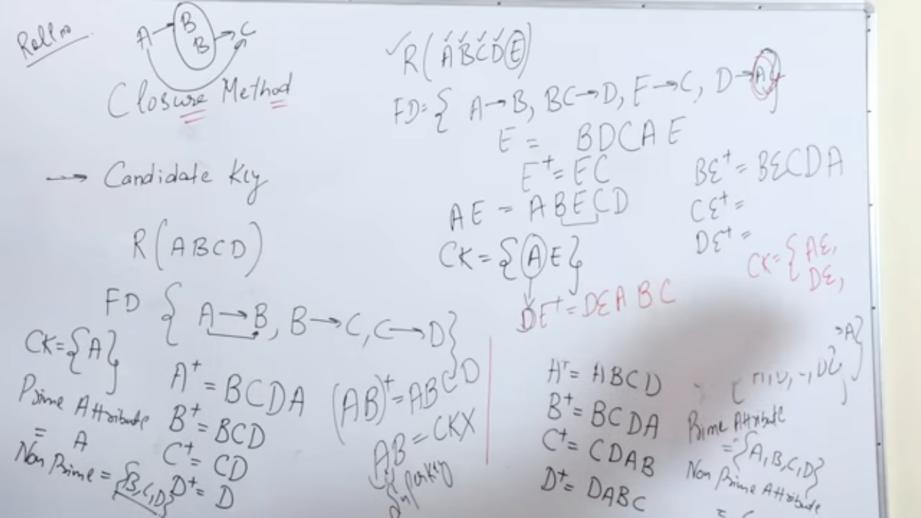 Roll no
A → B
B → C
Closure Method
→ Candidate Key
R(ABCD)
FD { A→B, B→C, C→D}
CK={A}
Prime Attribute
= A
Non Prime = {B,C,D}
A+ = BCDA
B+ = BCD
C+ = CD
D+ = D
(AB)+ = ABCD
AB = CKX
Super key
✓R(ABCDE)
FD={ A→B, BC→D, E→C, D→A}
E = BDCAE
E+ = EC
AE = ABECD
CK = {AE}
DE+ = DEABC
BE+ = BECDA
CE+ =
DE+ =
CK = {AE,
DE,
A+ = ABCD
B+ = BCDA
C+ = CDAB
D+ = DABC
→A}
Prime Attribute
= {A,B,C,D}
Non Prime Attribute